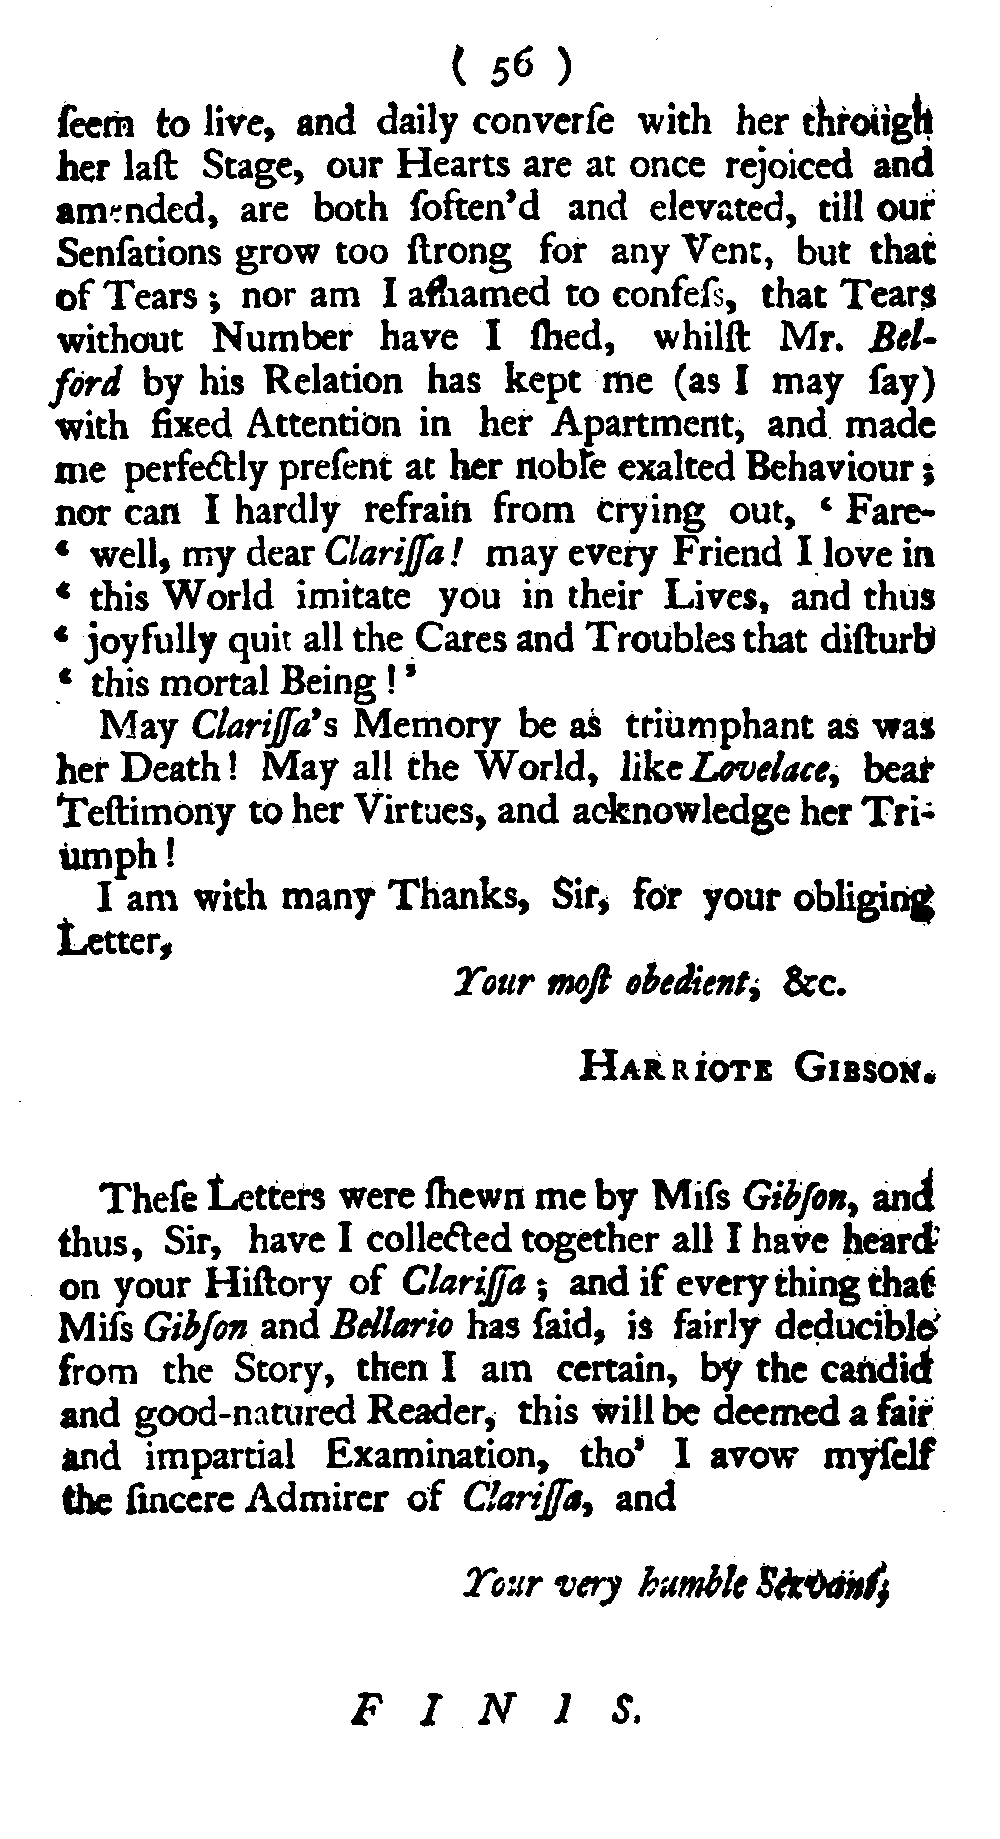 ( 56 )
ſeem to live, and daily converſe with her through
her laſt Stage, our Hearts are at once rejoiced and
amended, are both ſoften'd and elevated, till our
Senſations grow too ſtrong for any Vent, but that
of Tears ; nor am I aſhamed to confeſs, that Tears
without Number have I ſhed, whilſt Mr. Bel-
ford by his Relation has kept me (as I may ſay)
with fixed Attention in her Apartment, and made
me perfectly preſent at her noble exalted Behaviour ;
nor can I hardly refrain from crying out, ‘ Fare-
‘ well, my dear Clariſſa! may every Friend I love in
‘ this World imitate you in their Lives, and thus
‘ joyfully quit all the Cares and Troubles that diſturb
‘ this mortal Being !’
May Clariſſa's Memory be as triumphant as was
her Death! May all the World, like Lovelace, bear
Teſtimony to her Virtues, and acknowledge her Tri-
umph !
I am with many Thanks, Sir, for your obliging
Letter,
Your moſt obedient, &c.
HARRIOTE GIBSON.
Theſe Letters were ſhewn me by Miſs Gibſon, and
thus, Sir, have I collected together all I have heard
on your Hiſtory of Clariſſa ; and if every thing that
Miſs Gibſon and Bellario has ſaid, is fairly deducible
from the Story, then I am certain, by the candid
and good-natured Reader, this will be deemed a fair
and impartial Examination, tho' I avow myſelf
the ſincere Admirer of Clariſſa, and
Your very humble Servant,
F I N I S.